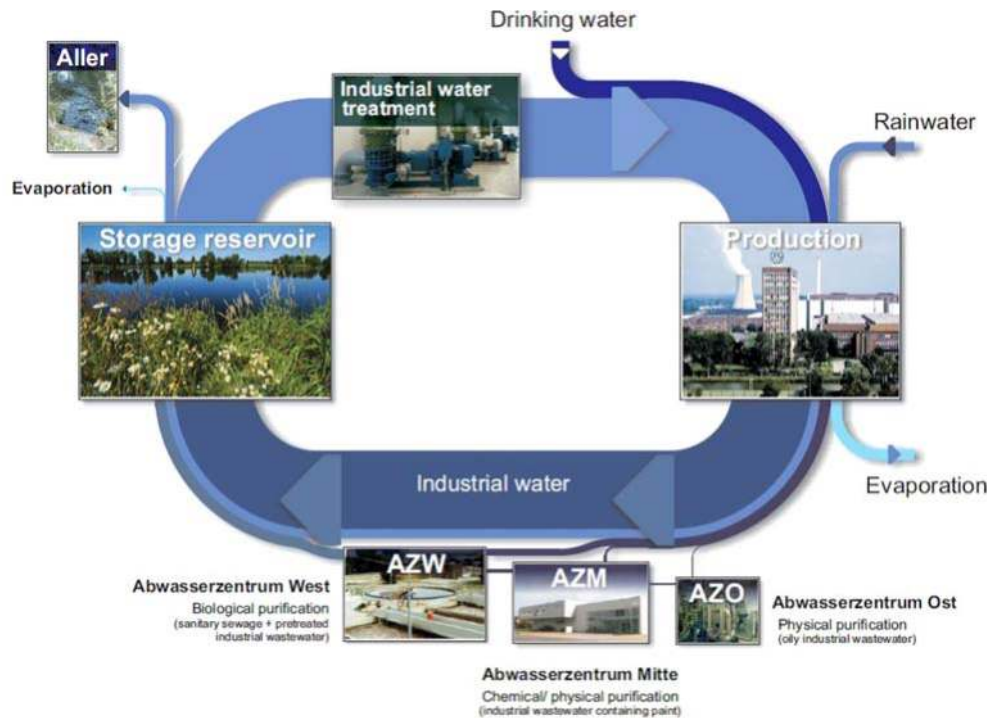 Drinking water
Aller
Industrial water
treatment
Rainwater
Evaporation
Storage reservoir
Production
Industrial water
Evaporation
AZW
AZM
AZO
Abwasserzentrum West
Biological purification
(sanitary sewage + pretreated
industrial wastewater)
Abwasserzentrum Ost
Physical purification
(oily industrial wastewater)
Abwasserzentrum Mitte
Chemical/ physical purification
(industrial wastewater containing paint)